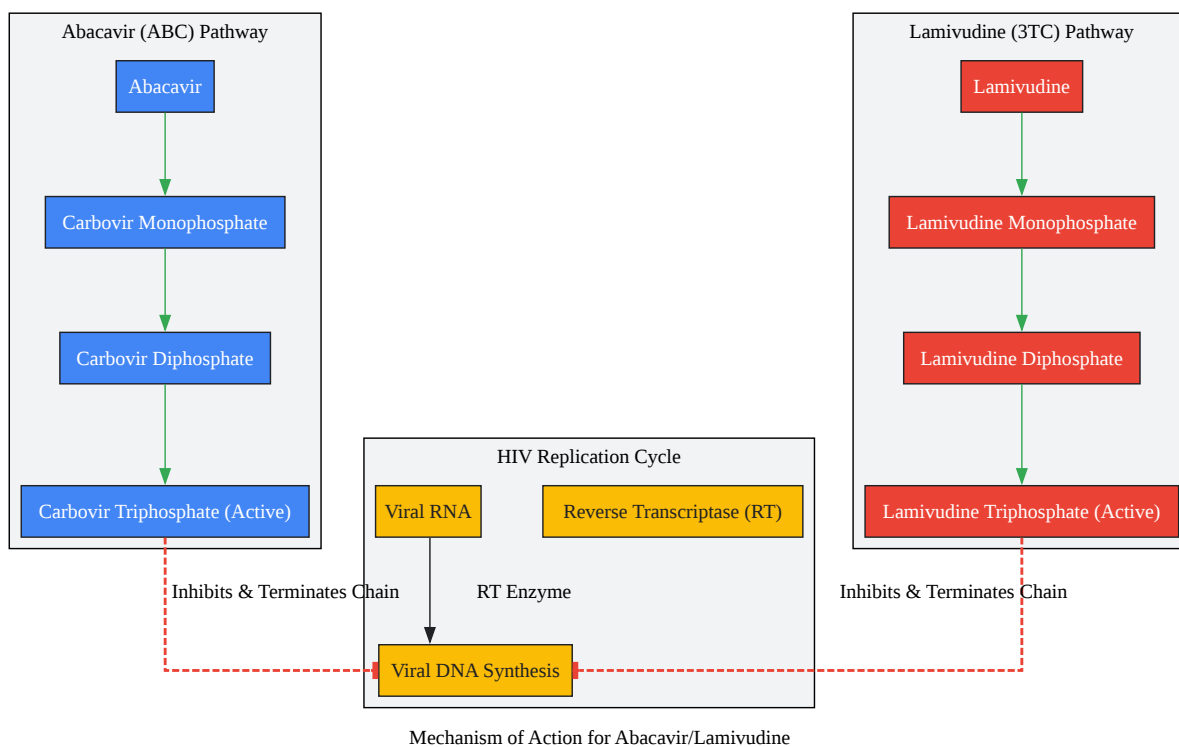 Abacavir (ABC) Pathway
Abacavir
Carbovir Monophosphate
Carbovir Diphosphate
Carbovir Triphosphate (Active)
Lamivudine (3TC) Pathway
Lamivudine
Lamivudine Monophosphate
Lamivudine Diphosphate
Lamivudine Triphosphate (Active)
HIV Replication Cycle
Viral RNA
Reverse Transcriptase (RT)
Inhibits & Terminates Chain
RT Enzyme
Inhibits & Terminates Chain
Viral DNA Synthesis
Mechanism of Action for Abacavir/Lamivudine